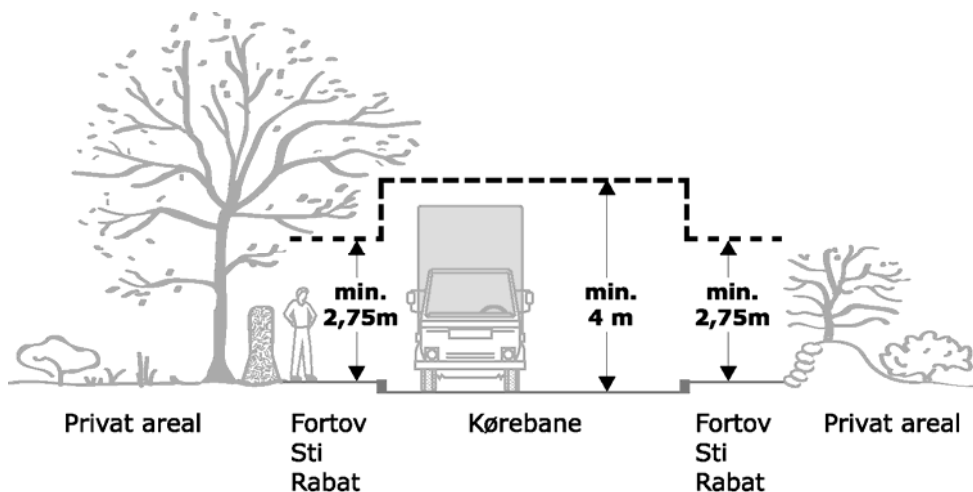 min.
2,75m
min.
4 m
min.
2,75m
Privat areal
Fortov
Sti
Rabat
Kørebane
Fortov
Sti
Rabat
Privat areal